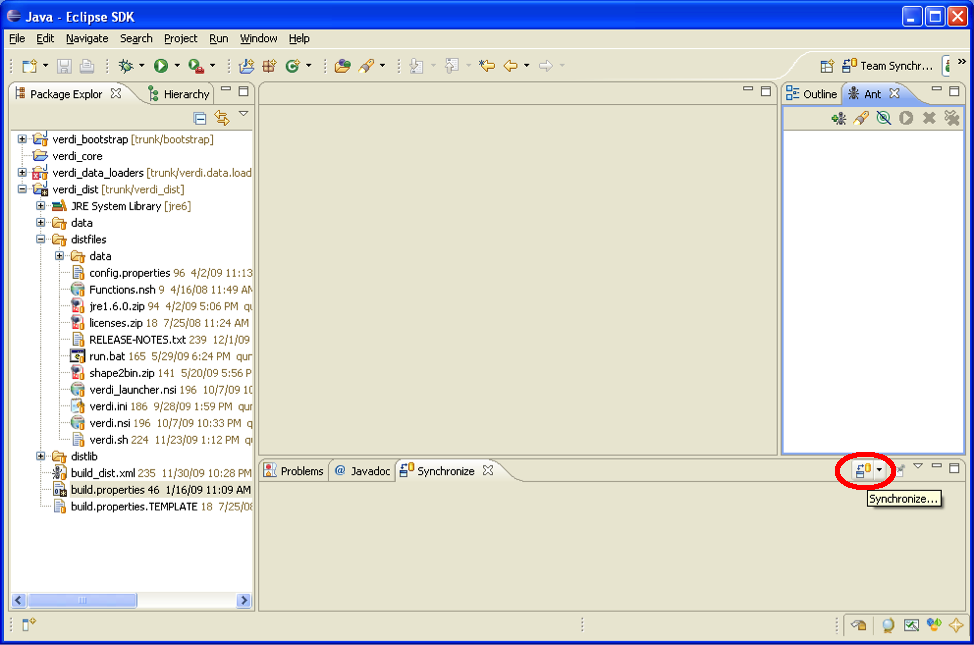 Java - Eclipse SDK
File Edit Navigate Search Project Run Window Help
Team Synchr...
Package Explor Hierarchy
Outline Ant
verdi_bootstrap [trunk/bootstrap]
verdi_core
verdi_data_loaders [trunk/verdi.data.load
verdi_dist [trunk/verdi_dist]
JRE System Library [jre6]
data
distfiles
data
config.properties 96 4/2/09 11:13
Functions.nsh 9 4/16/08 11:49 AM
jre1.6.0.zip 94 4/2/09 5:06 PM qu
licenses.zip 18 7/25/08 11:24 AM
RELEASE-NOTES.txt 239 12/1/09
run.bat 165 5/29/09 6:24 PM qur
shape2bin.zip 141 5/20/09 5:56 P
verdi_launcher.nsi 196 10/7/09 10
verdi.ini 186 9/28/09 1:59 PM qur
verdi.nsi 196 10/7/09 10:33 PM qu
verdi.sh 224 11/23/09 1:12 PM qu
distlib
build_dist.xml 235 11/30/09 10:28 PM
build.properties 46 1/16/09 11:09 AM
build.properties.TEMPLATE 18 7/25/08
Problems @ Javadoc Synchronize
Synchronize...